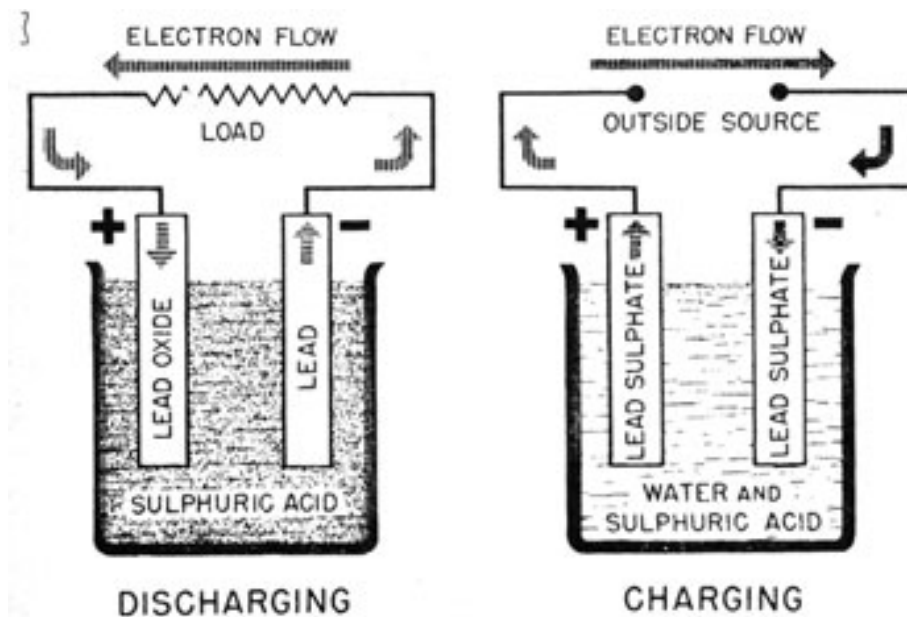 3
ELECTRON FLOW
LOAD
+
−
LEAD OXIDE
LEAD
SULPHURIC ACID
DISCHARGING
ELECTRON FLOW
OUTSIDE SOURCE
+
−
LEAD SULPHATE
LEAD SULPHATE
WATER AND
SULPHURIC ACID
CHARGING